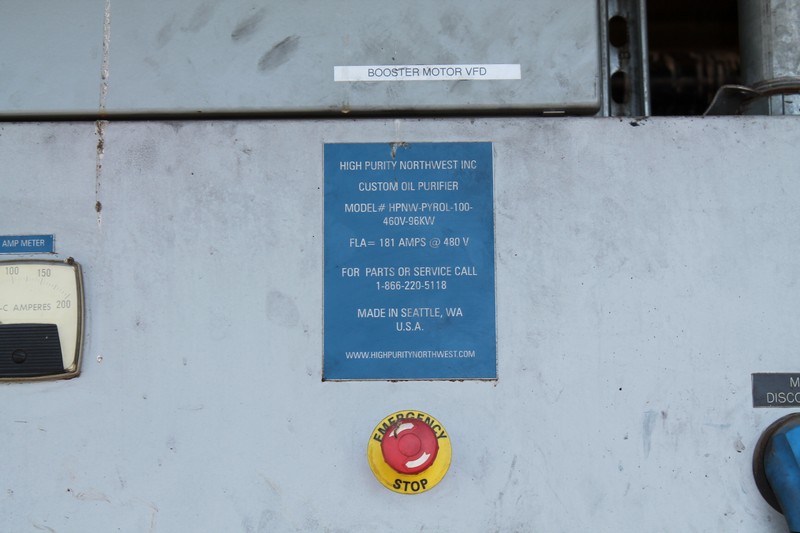 BOOSTER MOTOR VFD
HIGH PURITY NORTHWEST INC
CUSTOM OIL PURIFIER
MODEL# HPNW-PYROL-100-
460V-96KW
FLA= 181 AMPS @ 480 V
FOR PARTS OR SERVICE CALL
1-866-220-5118
MADE IN SEATTLE, WA
U.S.A.
WWW.HIGHPURITYNORTHWEST.COM
AMP METER
100 150
200
AMPERES
EMERGENCY
STOP